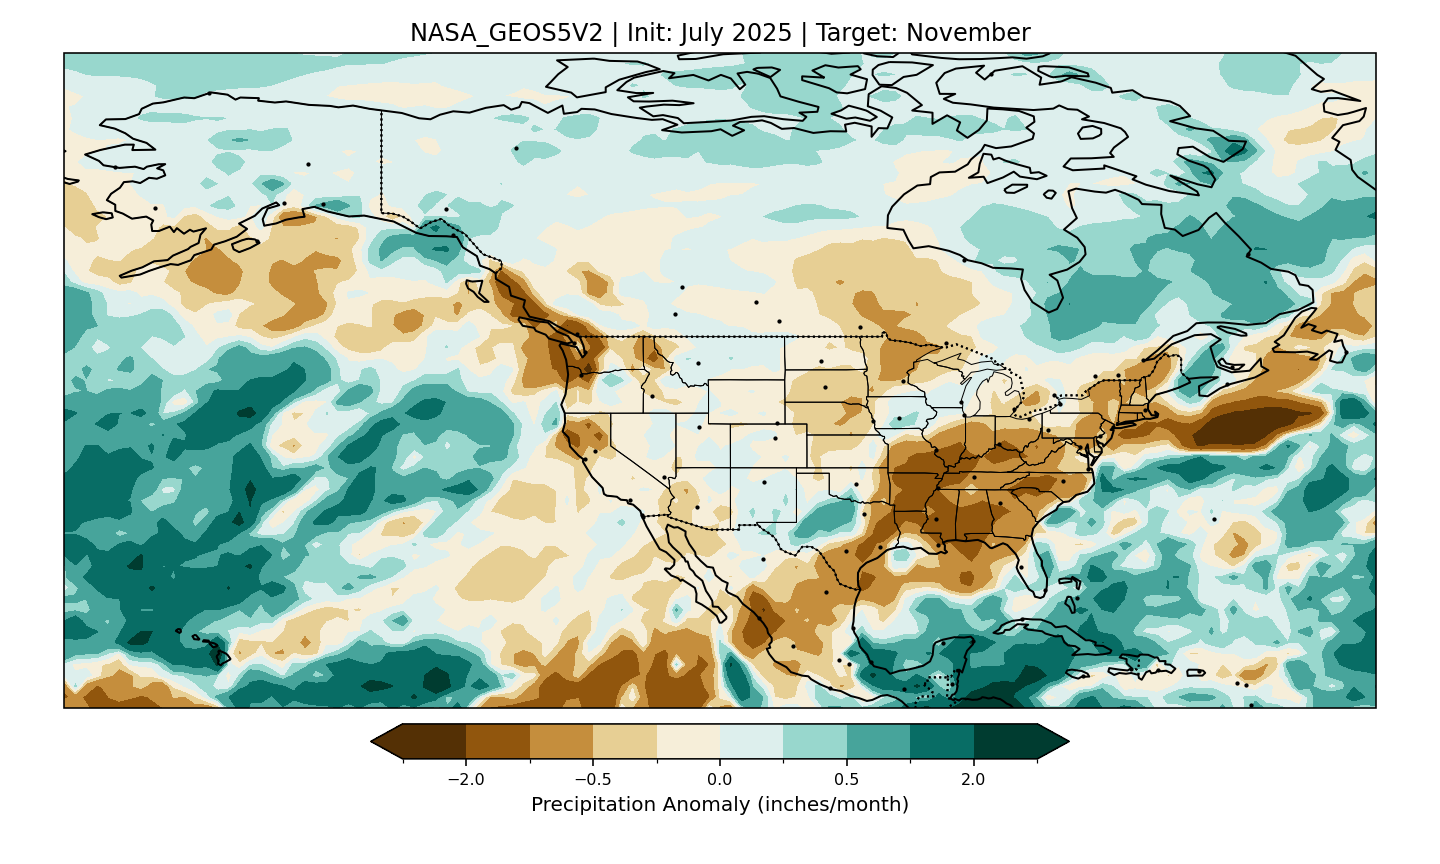 NASA_GEOS5V2 | Init: July 2025 | Target: November
−2.0 −0.5 0.0 0.5 2.0
Precipitation Anomaly (inches/month)